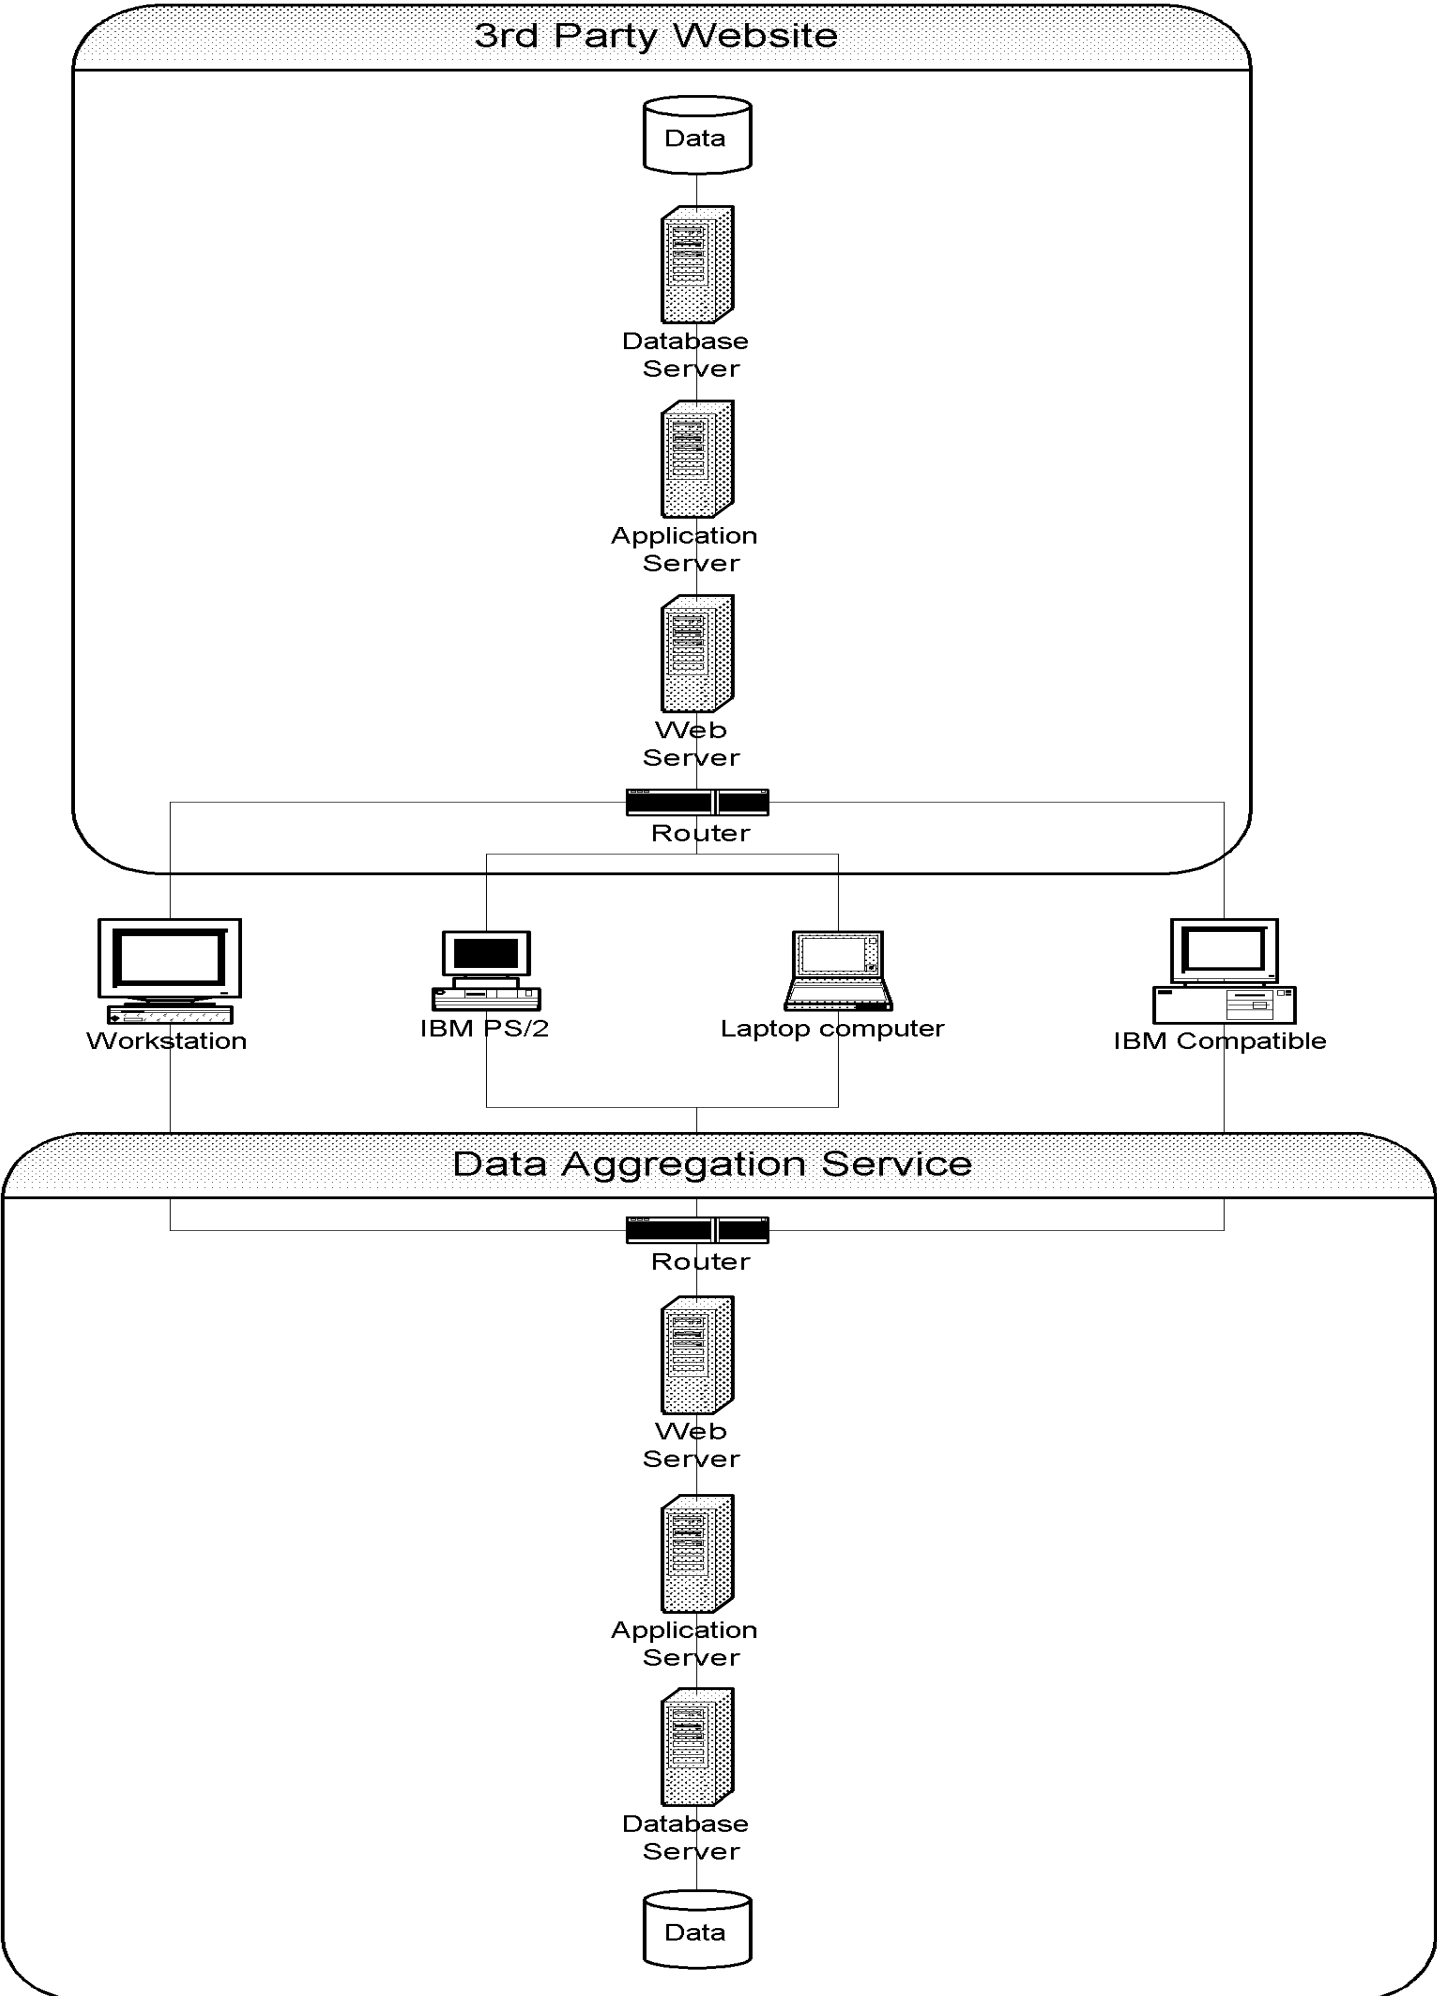 3rd Party Website
Data
Database
Server
Application
Server
Web
Server
Router
Workstation
IBM PS/2
Laptop computer
IBM Compatible
Data Aggregation Service
Router
Web
Server
Application
Server
Database
Server
Data